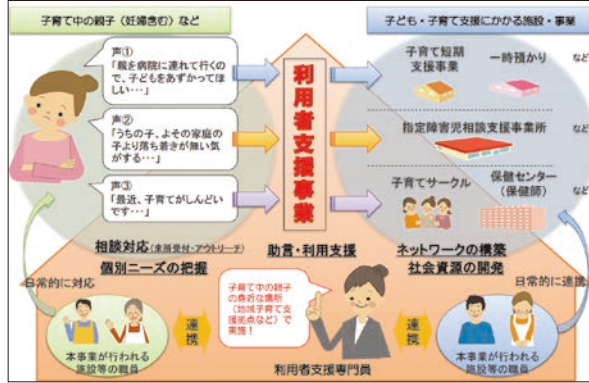 子育て中の親子(妊婦含む)など
子ども・子育て支援にかかる施設・事業
声①
「親を病院に連れて行くの
で、子どもをあずかってほ
しい・・・」
声②
「うちの子、よその家庭の
子より落ち着きが無い気
がする・・・」
声③
「最近、子育てがしんどい
です・・・」
利用者支援事業
子育て短期
支援事業
一時預かり
など
指定障害児相談支援事業所
など
子育てサークル
保健センター
(保健師)
など
相談対応(来所受付・アウトリーチ)
個別ニーズの把握
助言・利用支援
ネットワークの構築
社会資源の開発
日常的に対応
日常的に連携
子育て中の親子
の身近な場所
(地域子育て支
援拠点など)で
実施!
連携
連携
本事業が行われる
施設等の職員
利用者支援専門員
本事業が行われる
施設等の職員